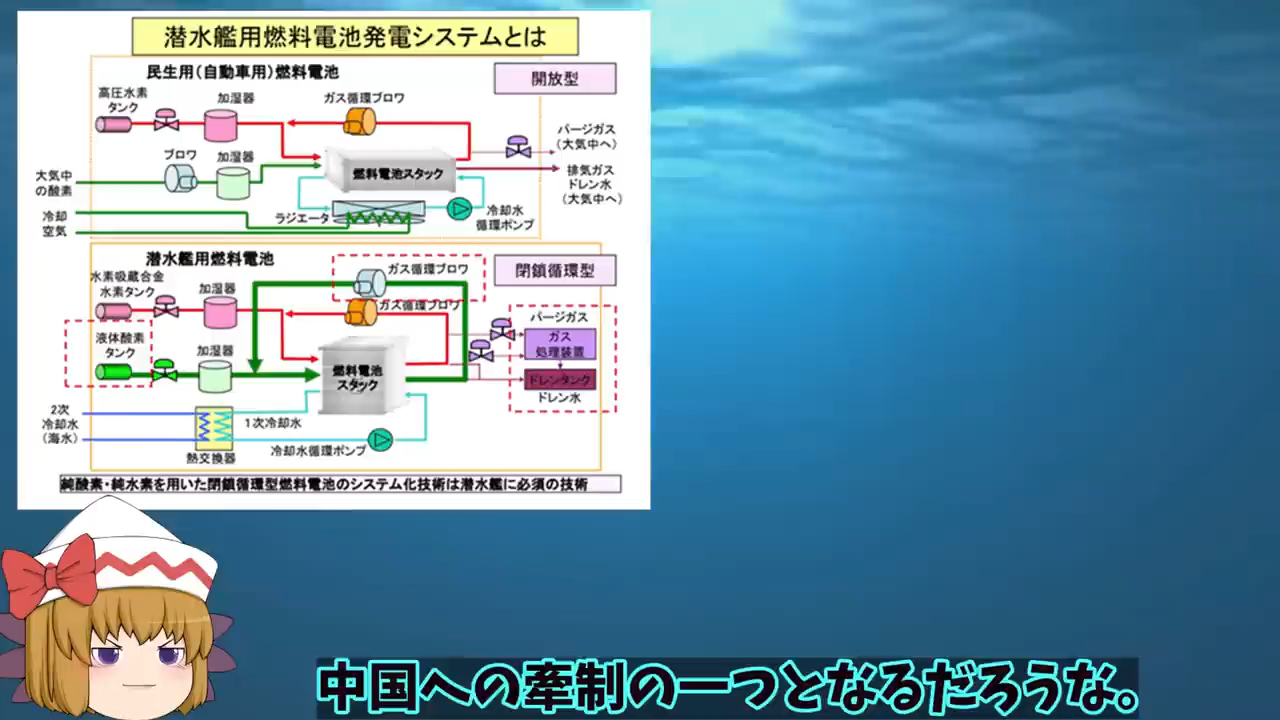 潜水艦用燃料電池発電システムとは
民生用(自動車用)燃料電池
開放型
高圧水素
タンク
加湿器
ガス循環ブロワ
パージガス
(大気中へ)
ブロワ
加湿器
燃料電池スタック
排気ガス
ドレン水
(大気中へ)
大気中
の酸素
冷却
空気
ラジエータ
冷却水
循環ポンプ
潜水艦用燃料電池
閉鎖循環型
水素吸蔵合金
水素タンク
加湿器
ガス循環ブロワ
ガス循環ブロワ
パージガス
ガス
処理装置
液体酸素
タンク
加湿器
燃料電池
スタック
ドレンタンク
ドレン水
2次
冷却水
(海水)
1次冷却水
冷却水循環ポンプ
熱交換器
純酸素・純水素を用いた閉鎖循環型燃料電池のシステム化技術は潜水艦に必須の技術
中国への牽制の一つとなるだろうな。